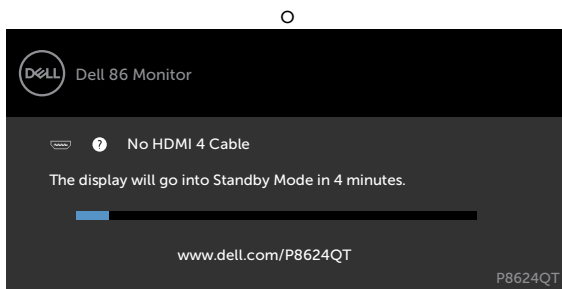 o
DELL
Dell 86 Monitor
? No HDMI 4 Cable
The display will go into Standby Mode in 4 minutes.
www.dell.com/P8624QT
P8624QT